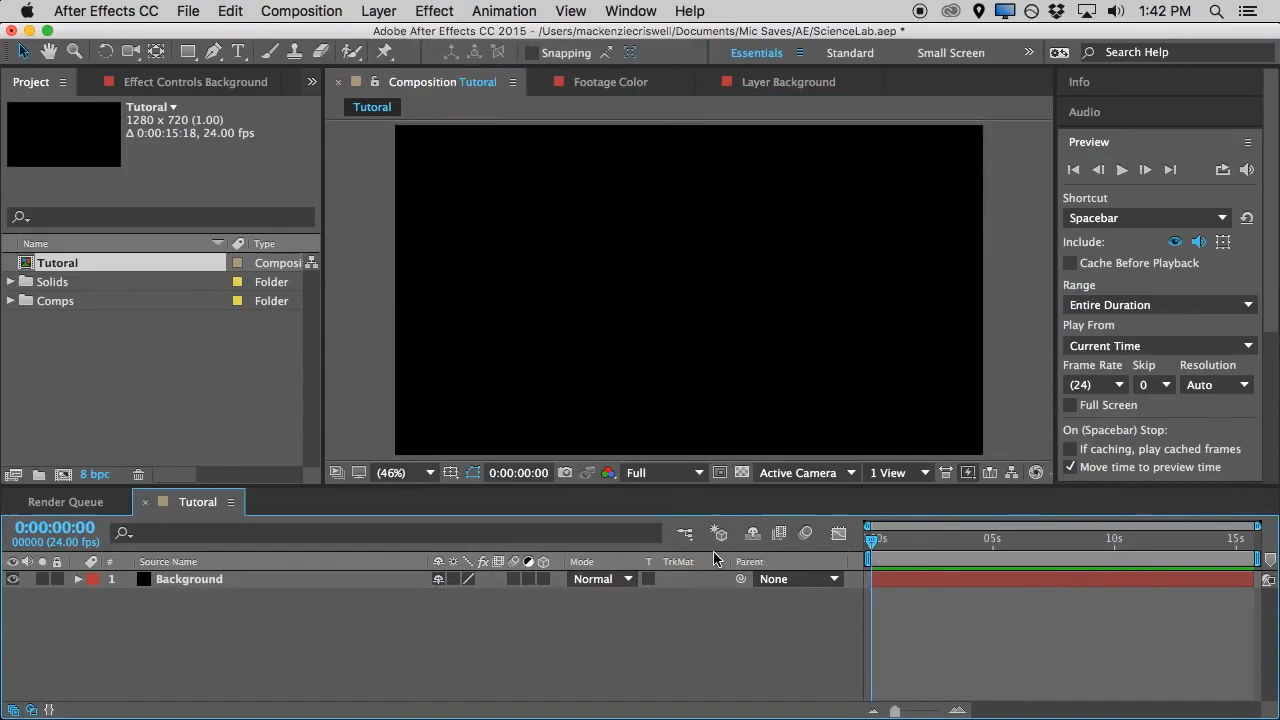 After Effects CC File Edit Composition Layer Effect Animation View Window Help 1:42 PM
Adobe After Effects CC 2015 - /Users/mackenziecriswell/Documents/Mic Saves/AE/ScienceLab.aep *
Snapping Essentials Standard Small Screen » Search Help
Project Effect Controls Background » × Composition Tutoral Footage Color Layer Background Info
Tutoral
1280 x 720 (1.00)
Δ 0:00:15:18, 24.00 fps
Tutoral
Audio
Preview
Shortcut
Spacebar
Include:
Cache Before Playback
Range
Entire Duration
Play From
Current Time
Frame Rate Skip Resolution
(24) 0 Auto
Full Screen
On (Spacebar) Stop:
If caching, play cached frames
Move time to preview time
Name Type
Tutoral Composi
Solids Folder
Comps Folder
8 bpc
(46%) 0:00:00:00 Full Active Camera 1 View
Render Queue × Tutoral
0:00:00:00
00000 (24.00 fps)
0s 05s 10s 15s
# Source Name fx Mode T TrkMat Parent
1 Background Normal None